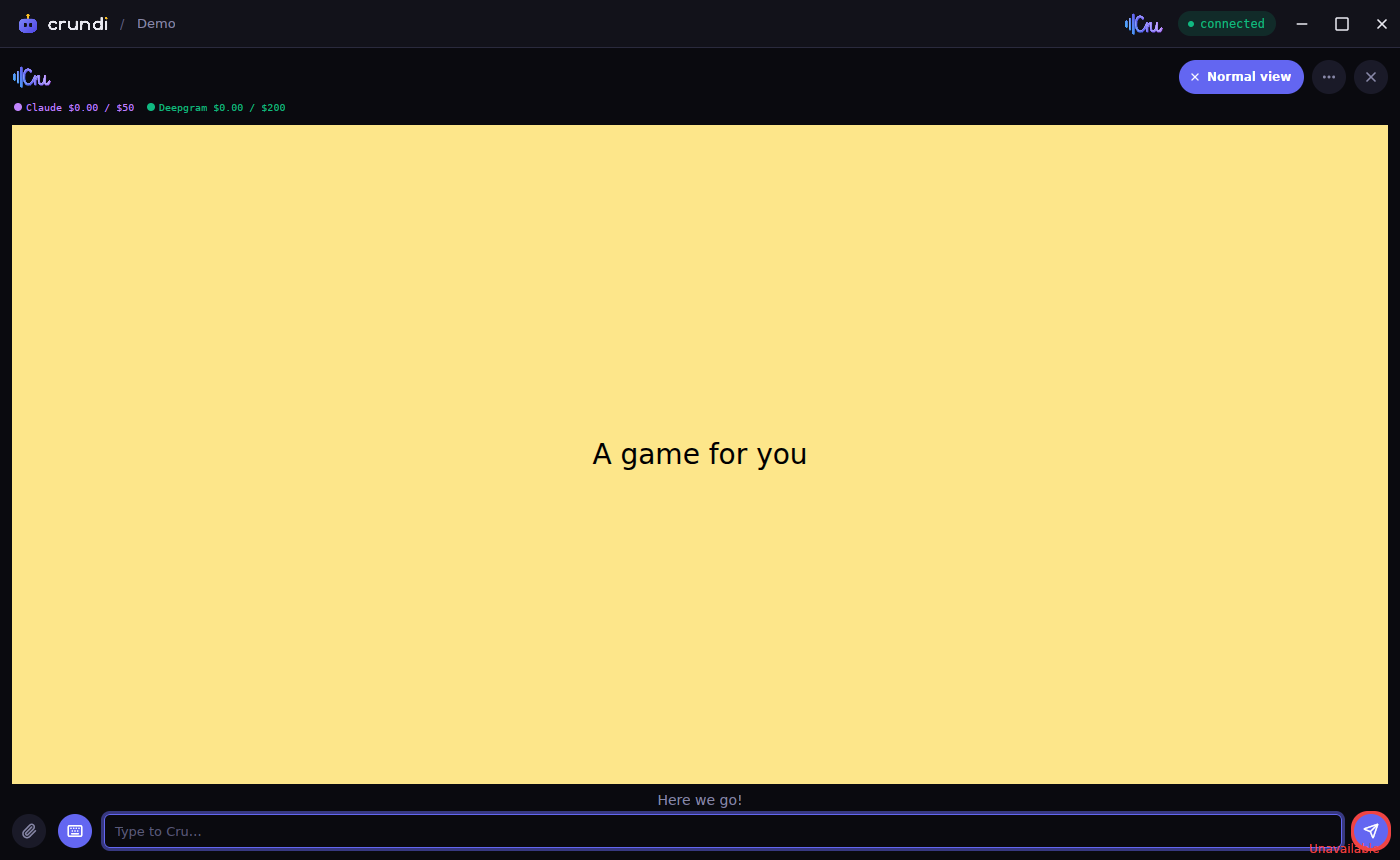 crundi / Demo
Cru
connected
Cru
Normal view
Claude $0.00 / $50
Deepgram $0.00 / $200
A game for you
Here we go!
Type to Cru...
Unavailable